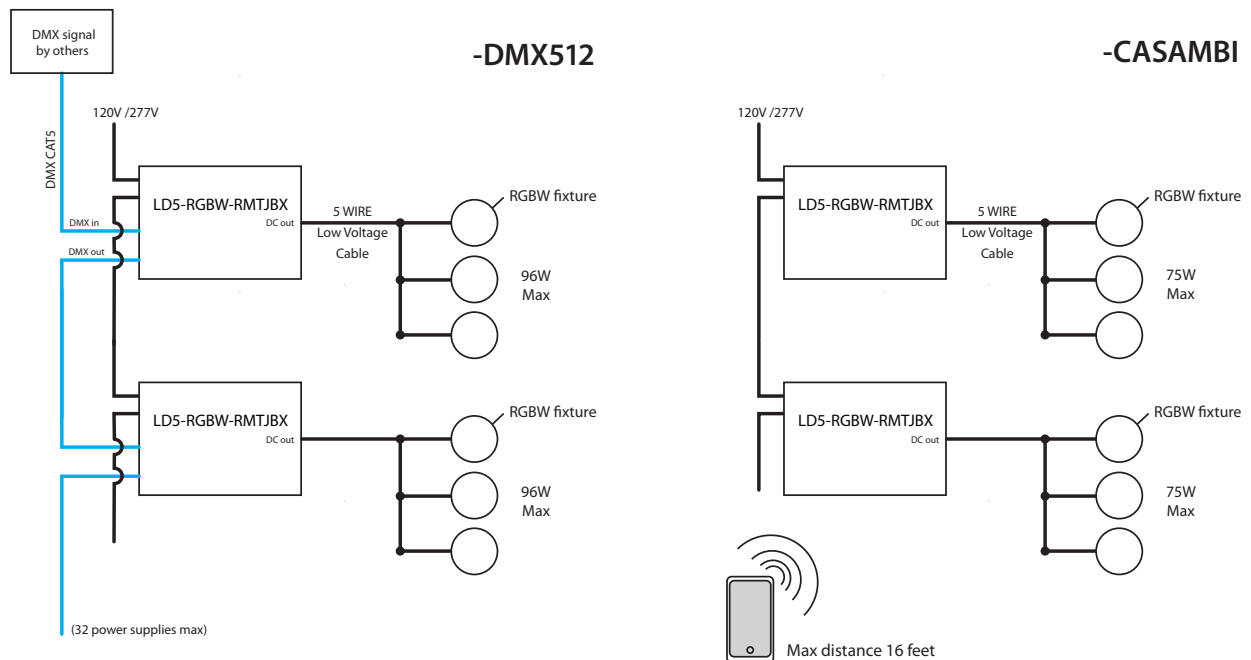 DMX signal
by others
-DMX512
120V /277V
DMX CAT5
LD5-RGBW-RMTJBX
DC out
DMX in
DMX out
5 WIRE
Low Voltage
Cable
RGBW fixture
96W
Max
LD5-RGBW-RMTJBX
DC out
RGBW fixture
96W
Max
(32 power supplies max)
-CASAMBI
120V /277V
LD5-RGBW-RMTJBX
DC out
5 WIRE
Low Voltage
Cable
RGBW fixture
75W
Max
LD5-RGBW-RMTJBX
DC out
RGBW fixture
75W
Max
Max distance 16 feet